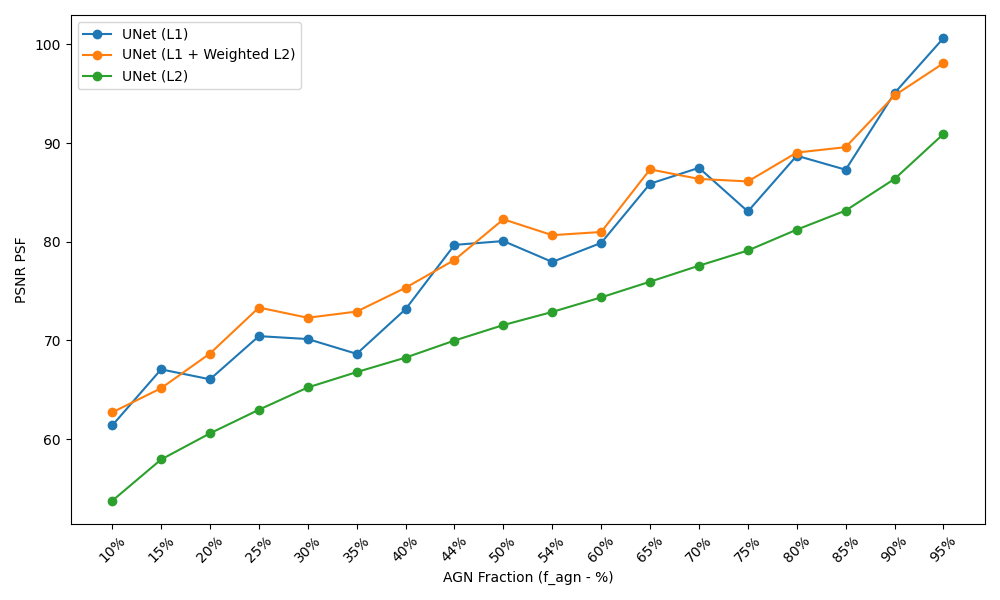 UNet (L1)
UNet (L1 + Weighted L2)
UNet (L2)
100
90
80
70
60
PSNR PSF
10% 15% 20% 25% 30% 35% 40% 44% 50% 54% 60% 65% 70% 75% 80% 85% 90% 95%
AGN Fraction (f_agn - %)